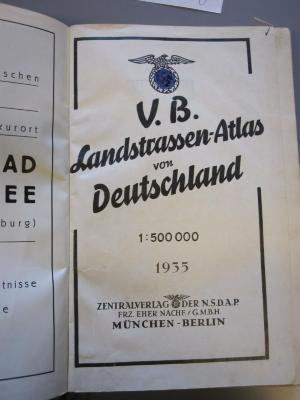 schen
kurort
AD
EE
burg)
tnisse
e
V. B.
Landstrassen-Atlas
von
Deutschland
1:500 000
1935
ZENTRALVERLAG DER N.S.D.A.P.
FRZ. EHER NACHF / G.M.B.H.
MÜNCHEN-BERLIN